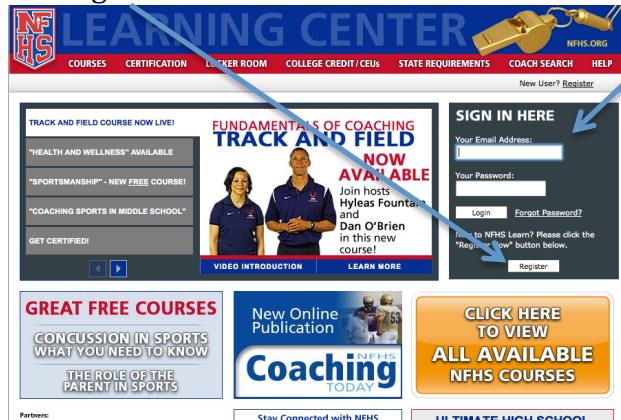 NF
HS
LEARNING CENTER
NFHS.ORG
COURSES CERTIFICATION LOCKER ROOM COLLEGE CREDIT/CEUs STATE REQUIREMENTS COACH SEARCH HELP
New User? Register
TRACK AND FIELD COURSE NOW LIVE!
"HEALTH AND WELLNESS" AVAILABLE
"SPORTSMANSHIP" - NEW FREE COURSE!
"COACHING SPORTS IN MIDDLE SCHOOL"
GET CERTIFIED!
FUNDAMENTALS OF COACHING
TRACK AND FIELD
NOW
AVAILABLE
Join hosts
Hyleas Fountain
and
Dan O'Brien
in this new
course!
VIDEO INTRODUCTION LEARN MORE
SIGN IN HERE
Your Email Address:
Your Password:
Login Forgot Password?
New to NFHS Learn? Please click the
"Register Now" button below.
Register
GREAT FREE COURSES
CONCUSSION IN SPORTS
WHAT YOU NEED TO KNOW
THE ROLE OF THE
PARENT IN SPORTS
New Online
Publication
53
NFHS
Coaching
TODAY
CLICK HERE
TO VIEW
ALL AVAILABLE
NFHS COURSES
Partners:
Stay Connected with NFHS
ULTIMATE HIGH SCHOOL